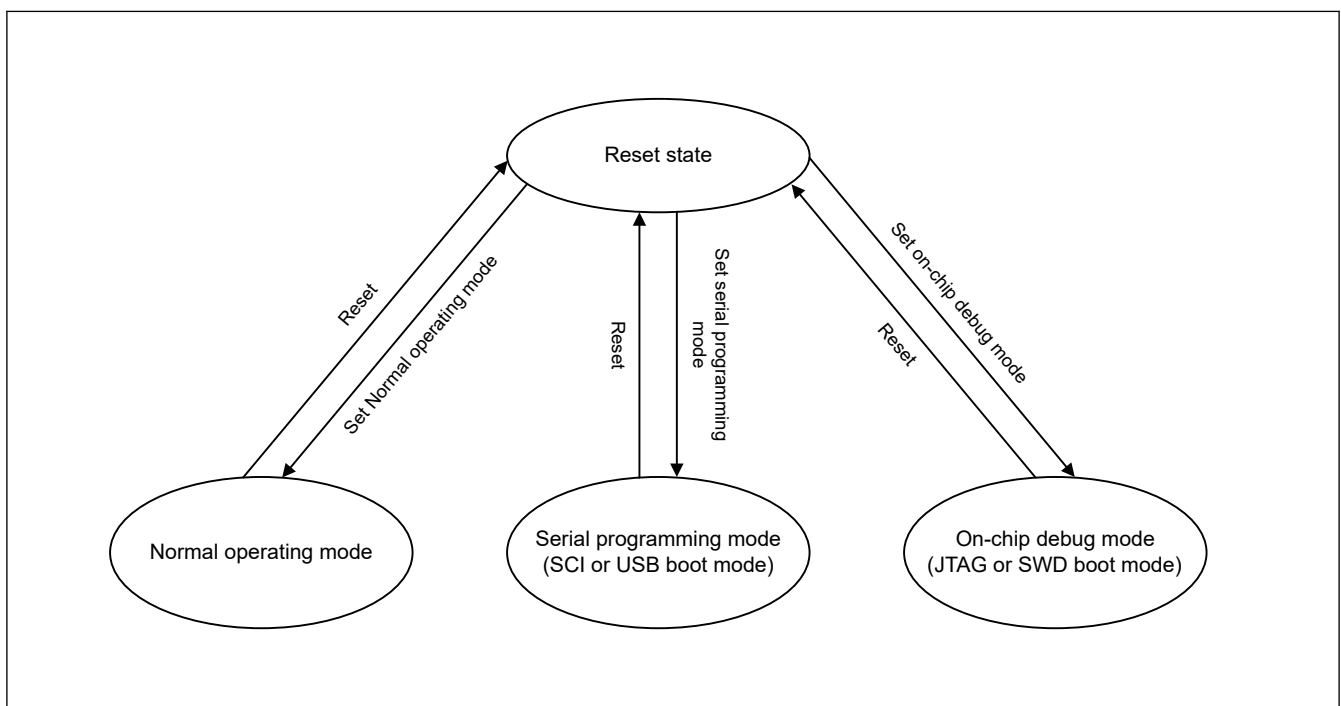 Reset state
Reset
Set Normal operating mode
Reset
Set serial programming
mode
Set on-chip debug mode
Reset
Normal operating mode
Serial programming mode
(SCI or USB boot mode)
On-chip debug mode
(JTAG or SWD boot mode)